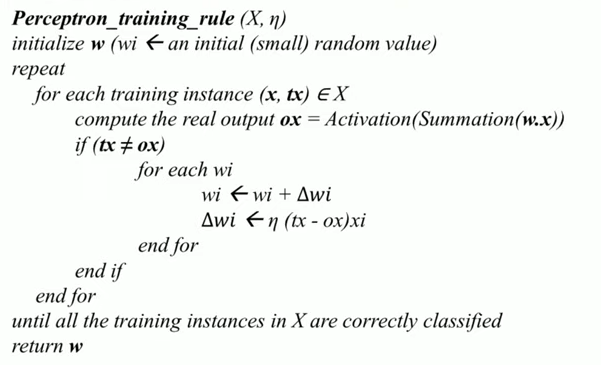 Perceptron_training_rule (X, η)
initialize w (wi ← an initial (small) random value)
repeat
for each training instance (x, tx) ∈ X
compute the real output ox = Activation(Summation(w.x))
if (tx ≠ ox)
for each wi
wi ← wi + Δwi
Δwi ← η (tx - ox)xi
end for
end if
end for
until all the training instances in X are correctly classified
return w